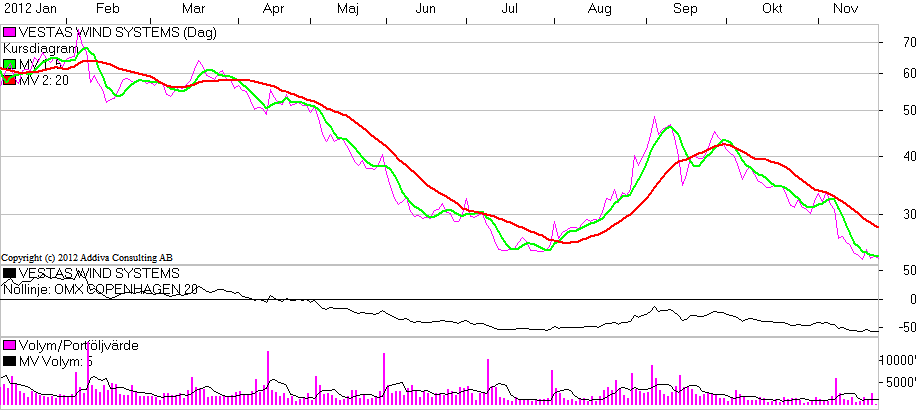 2012 Jan Feb Mar Apr Maj Jun Jul Aug Sep Okt Nov
VESTAS WIND SYSTEMS (Dag)
Kursdiagram
MV 1: 5
MV 2: 20
70
60
50
40
30
Copyright (c) 2012 Addiva Consulting AB
VESTAS WIND SYSTEMS
Nollinje: OMX COPENHAGEN 20
50
0
-50
Volym/Portföljvärde
MV Volym: 5
10000'
5000'